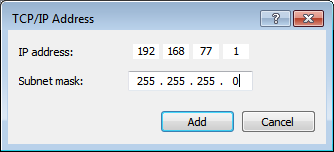 TCP/IP Address
IP address: 192 168 77 1
Subnet mask: 255 . 255 . 255 . 0
Add Cancel